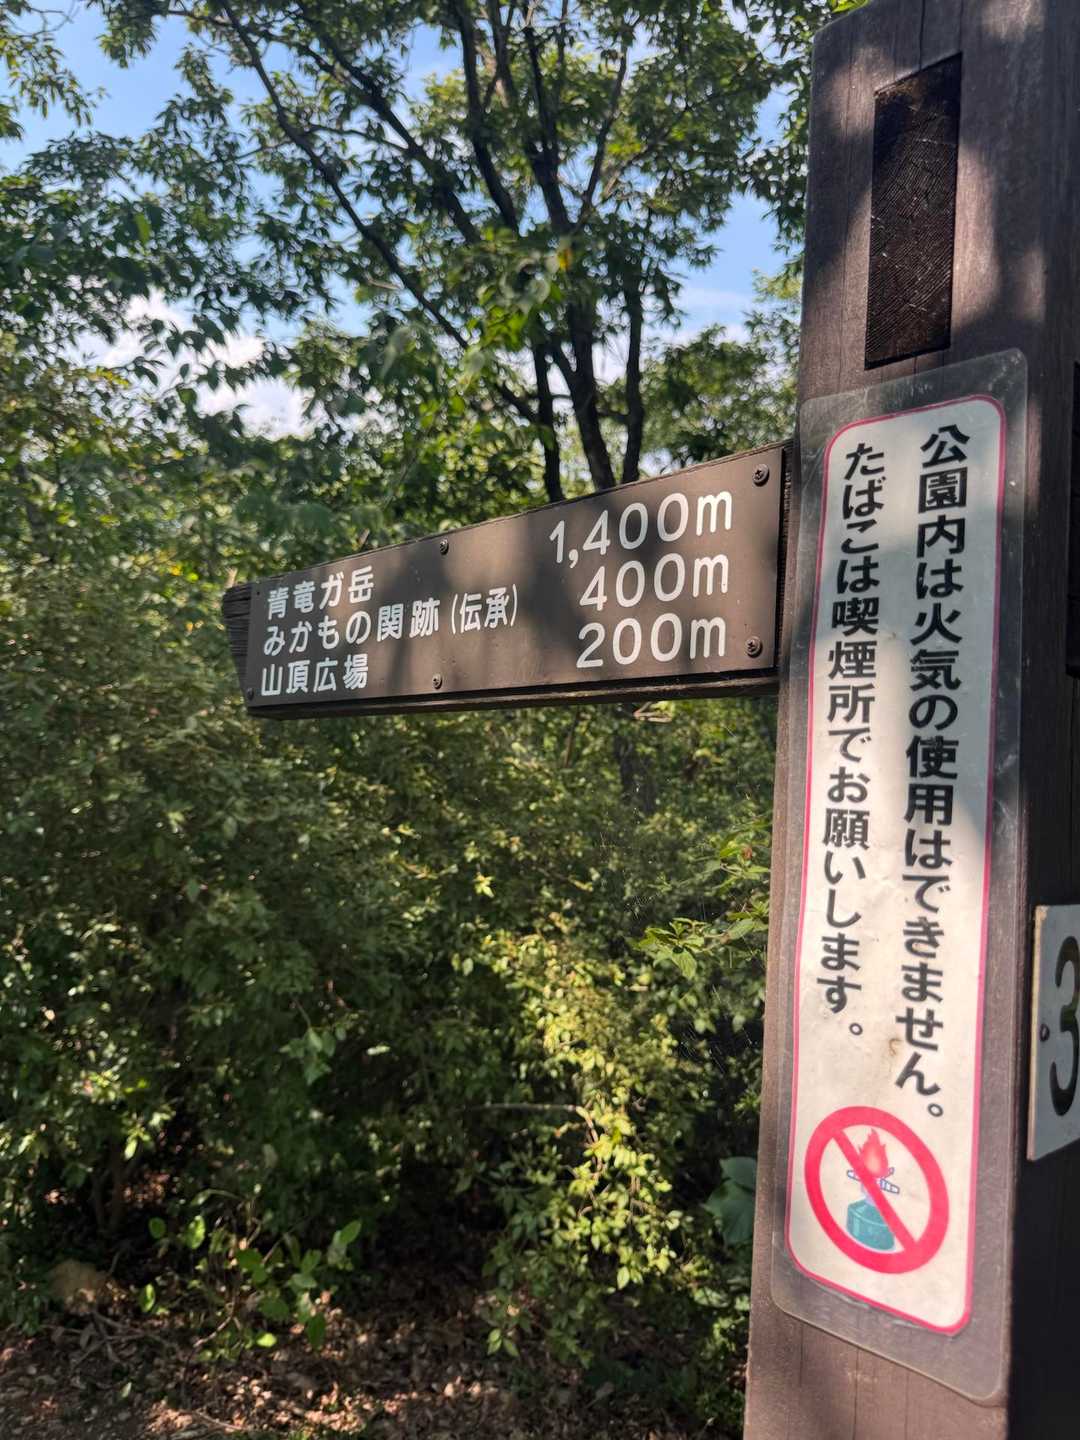 青竜ガ岳 1,400m
みかもの関跡(伝承) 400m
山頂広場 200m
公園内は火気の使用はできません。
たばこは喫煙所でお願いします。
3